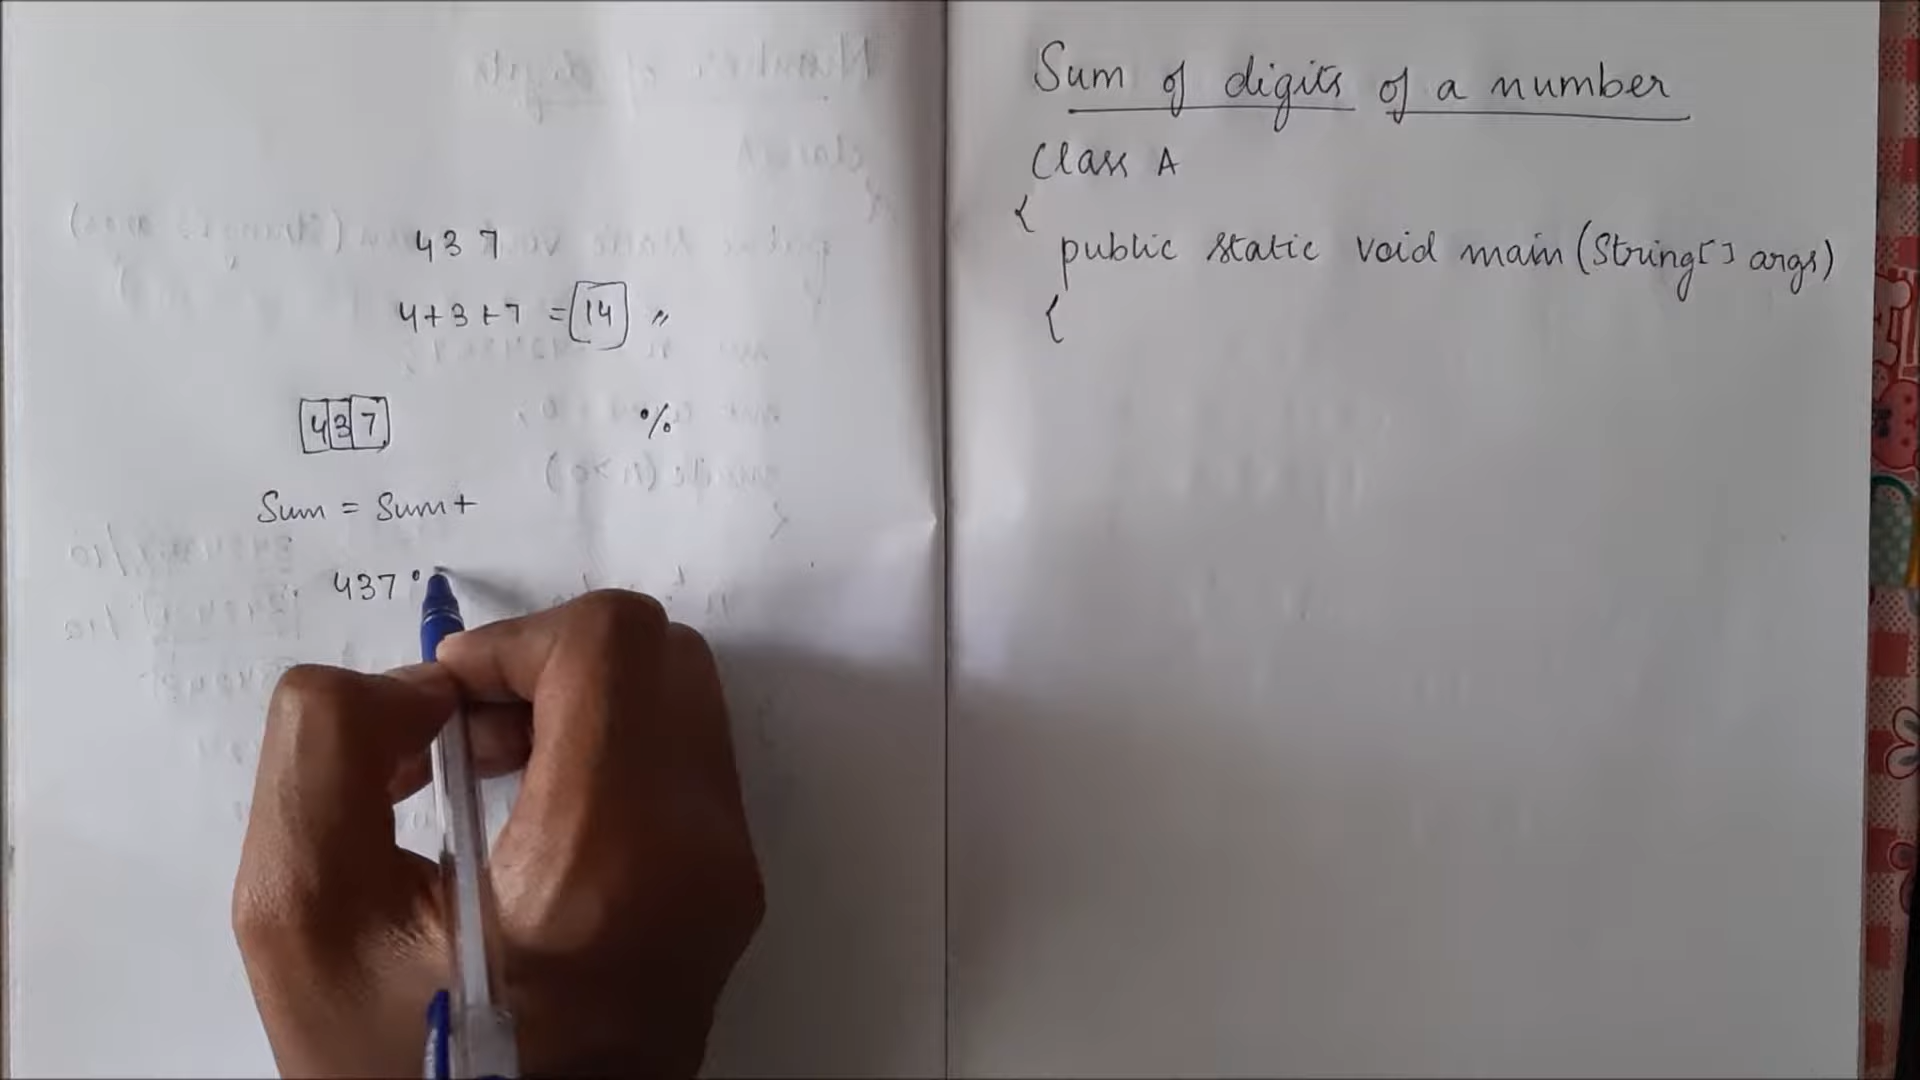 437
4+3+7 = 14 〃
437
%
Sum = Sum+
437
Sum of digits of a number
Class A
{
public static void main(String[] args)
{